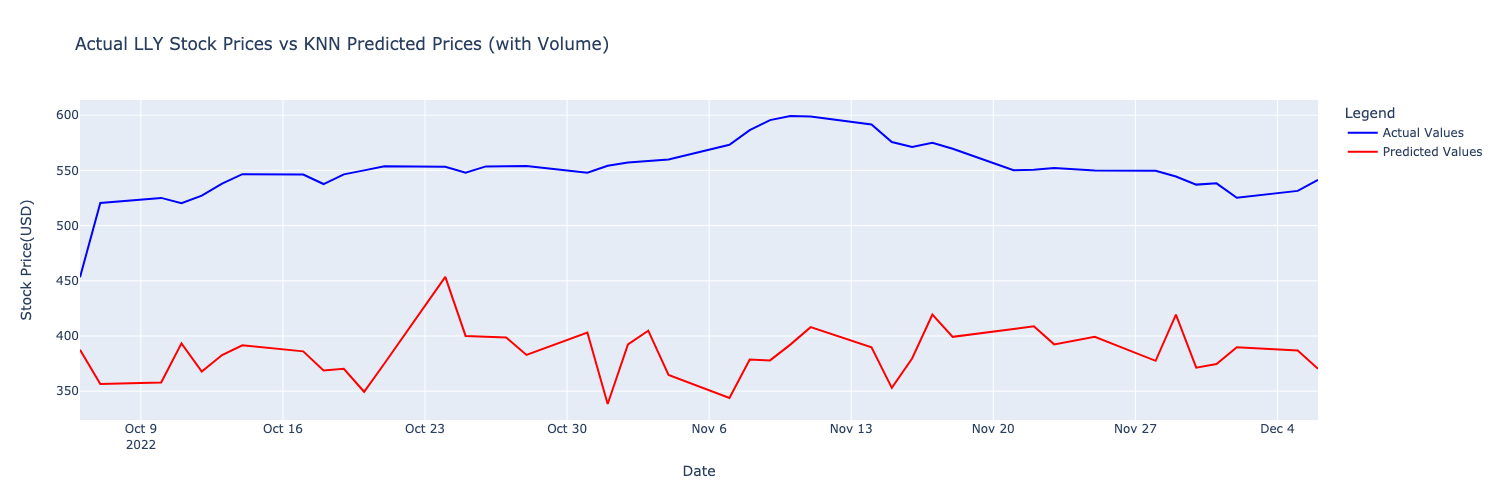 Actual LLY Stock Prices vs KNN Predicted Prices (with Volume)
Legend
Actual Values
Predicted Values
Stock Price(USD)
600
550
500
450
400
350
Oct 9
2022
Oct 16
Oct 23
Oct 30
Nov 6
Nov 13
Nov 20
Nov 27
Dec 4
Date